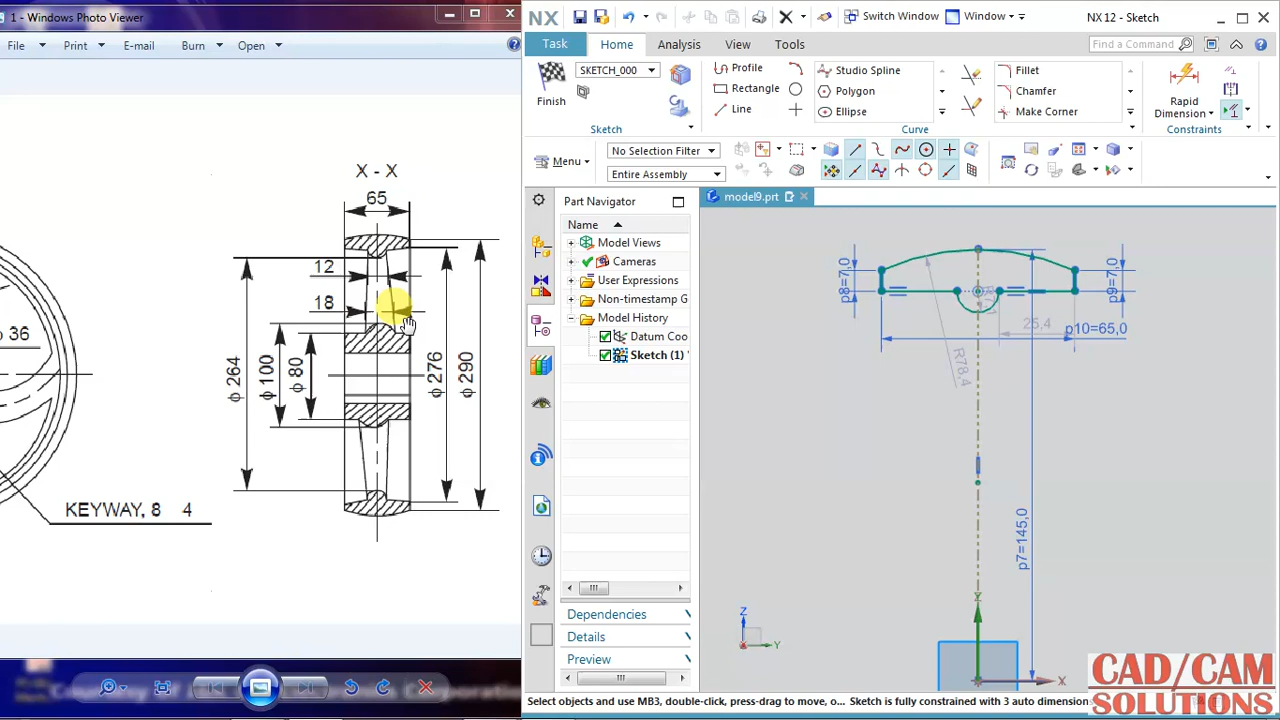 1 - Windows Photo Viewer
File Print E-mail Burn Open
X - X
65
12
18
ϕ 36
ϕ 264
ϕ 100
ϕ 80
ϕ 276
ϕ 290
KEYWAY, 8 4
NX
Switch Window
Window
NX 12 - Sketch
Task Home Analysis View Tools
Find a Command
Finish
SKETCH_000
Sketch
Profile
Rectangle
Line
Studio Spline
Polygon
Ellipse
Fillet
Chamfer
Make Corner
Curve
Rapid
Dimension
Constraints
Menu
No Selection Filter
Entire Assembly
Part Navigator
Name
Model Views
Cameras
User Expressions
Non-timestamp G
Model History
Datum Coo
Sketch (1) "
Dependencies
Details
Preview
model9.prt
p8=7,0
p9=7,0
25,4
p10=65,0
R78,4
p7=145,0
Y
X
Z
Y
Select objects and use MB3, double-click, press-drag to move, o...
Sketch is fully constrained with 3 auto dimension
CAD/CAM
SOLUTIONS